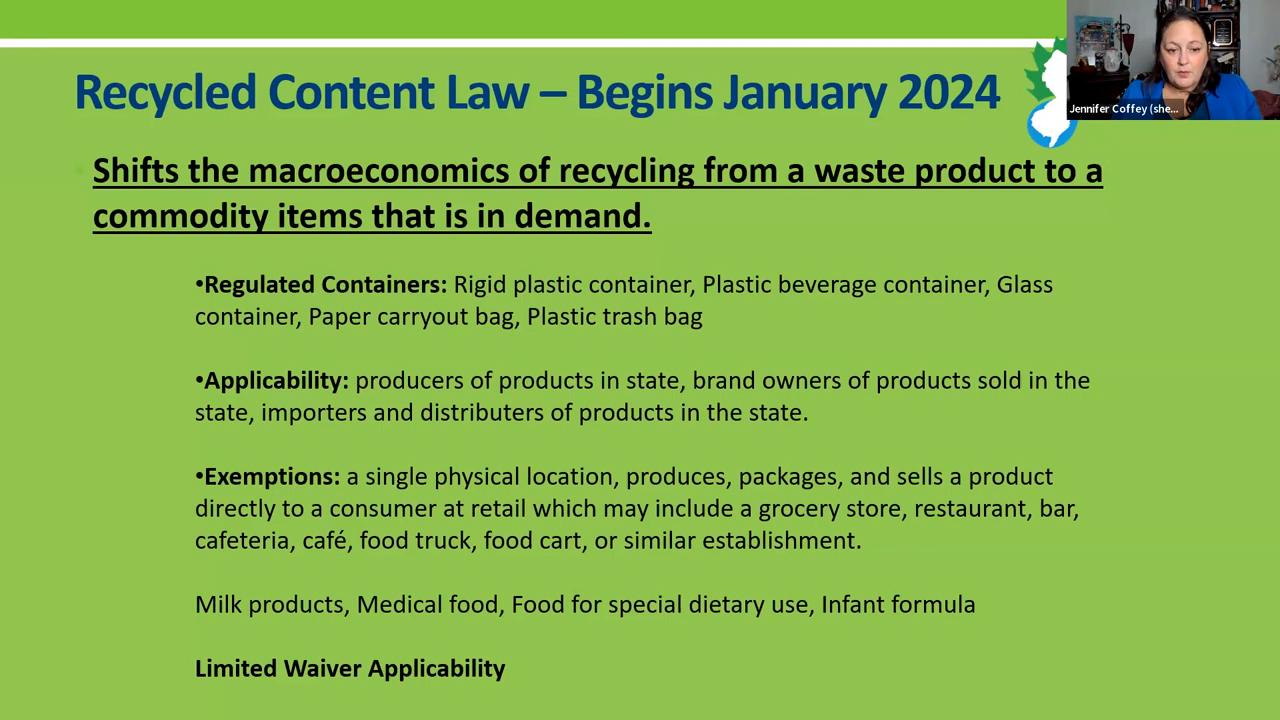 Recycled Content Law – Begins January 2024
Jennifer Coffey (she...
Shifts the macroeconomics of recycling from a waste product to a
commodity items that is in demand.
•Regulated Containers: Rigid plastic container, Plastic beverage container, Glass
container, Paper carryout bag, Plastic trash bag
•Applicability: producers of products in state, brand owners of products sold in the
state, importers and distributers of products in the state.
•Exemptions: a single physical location, produces, packages, and sells a product
directly to a consumer at retail which may include a grocery store, restaurant, bar,
cafeteria, café, food truck, food cart, or similar establishment.
Milk products, Medical food, Food for special dietary use, Infant formula
Limited Waiver Applicability